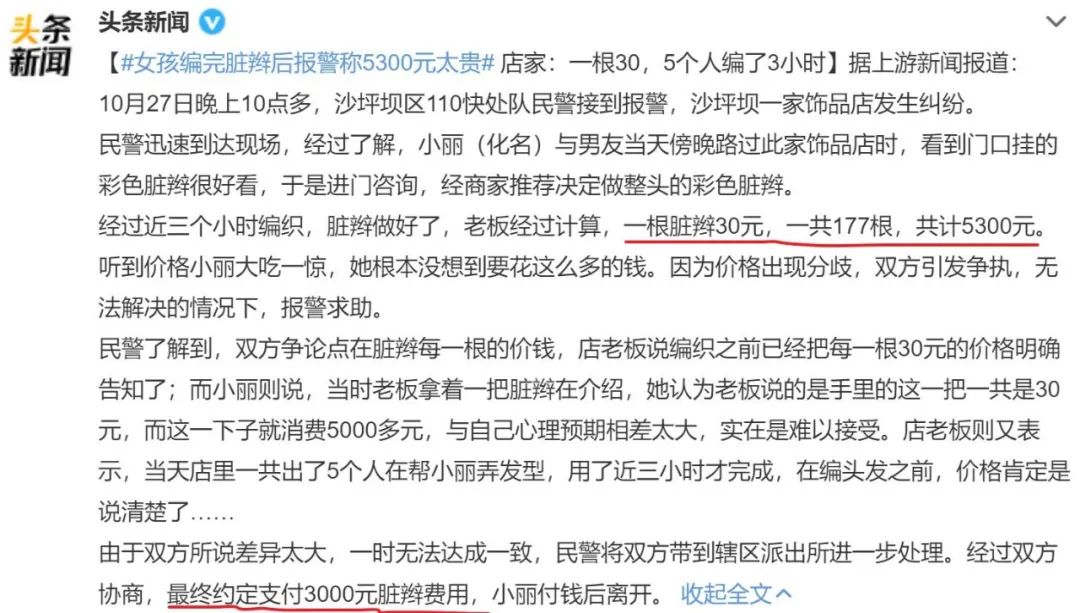 头条
新闻
头条新闻
【#女孩编完脏辫后报警称5300元太贵# 店家：一根30，5个人编了3小时】据上游新闻报道：
10月27日晚上10点多，沙坪坝区110快处队民警接到报警，沙坪坝一家饰品店发生纠纷。
民警迅速到达现场，经过了解，小丽（化名）与男友当天傍晚路过此家饰品店时，看到门口挂的
彩色脏辫很好看，于是进门咨询，经商家推荐决定做整头的彩色脏辫。
经过近三个小时编织，脏辫做好了，老板经过计算，一根脏辫30元，一共177根，共计5300元。
听到价格小丽大吃一惊，她根本没想到要花这么多的钱。因为价格出现分歧，双方引发争执，无
法解决的情况下，报警求助。
民警了解到，双方争论点在脏辫每一根的价钱，店老板说编织之前已经把每一根30元的价格明确
告知了；而小丽则说，当时老板拿着一把脏辫在介绍，她认为老板说的是手里的这一把一共是30
元，而这一下子就消费5000多元，与自己心理预期相差太大，实在是难以接受。店老板则又表
示，当天店里一共出了5个人在帮小丽弄发型，用了近三小时才完成，在编头发之前，价格肯定是
说清楚了……
由于双方所说差异太大，一时无法达成一致，民警将双方带到辖区派出所进一步处理。经过双方
协商，最终约定支付3000元脏辫费用，小丽付钱后离开。 收起全文